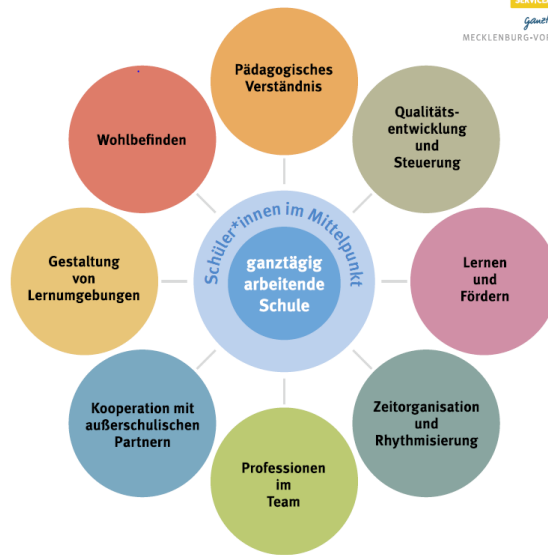 MECKLENBURG-VOR
Pädagogisches
Verständnis
Qualitäts-
entwicklung
und
Steuerung
Lernen
und
Fördern
Zeitorganisation
und
Rhythmisierung
Professionen
im
Team
Kooperation mit
außerschulischen
Partnern
Gestaltung
von
Lernumgebungen
Wohlbefinden
Schüler*innen im Mittelpunkt
ganztägig
arbeitende
Schule